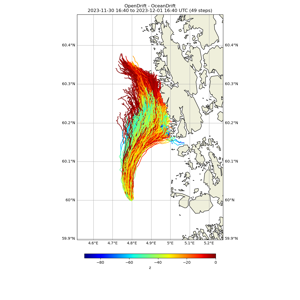 OpenDrift - OceanDrift
2023-11-30 16:40 to 2023-12-01 16:40 UTC (49 steps)
60.4°N 60.4°N
60.3°N 60.3°N
60.2°N 60.2°N
60.1°N 60.1°N
60°N 60°N
59.9°N 59.9°N
4.6°E 4.7°E 4.8°E 4.9°E 5°E 5.1°E 5.2°E
−80 −60 −40 −20 0
z